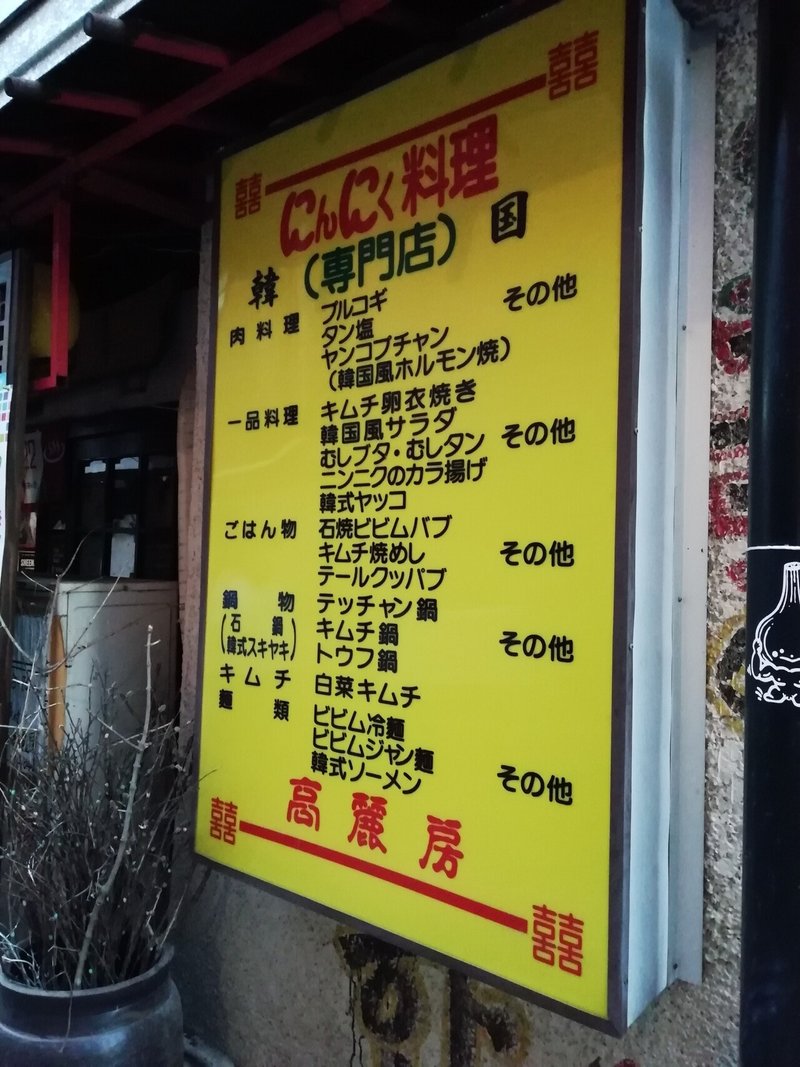 囍 囍
にんにく料理
(専門店)
韓 国
肉料理 プルコギ その他
タン塩
ヤンコプチャン
(韓国風ホルモン焼)
一品料理 キムチ卵衣焼き
韓国風サラダ その他
むしブタ・むしタン
ニンニクのカラ揚げ
韓式ヤッコ
ごはん物 石焼ビビムバブ
キムチ焼めし その他
テールクッパブ
鍋物 テッチャン鍋
(石鍋 キムチ鍋 その他
韓式スキヤキ) トウフ鍋
キムチ 白菜キムチ
麺類 ビビム冷麺
ビビムジャン麺
韓式ソーメン その他
高麗房
囍 囍